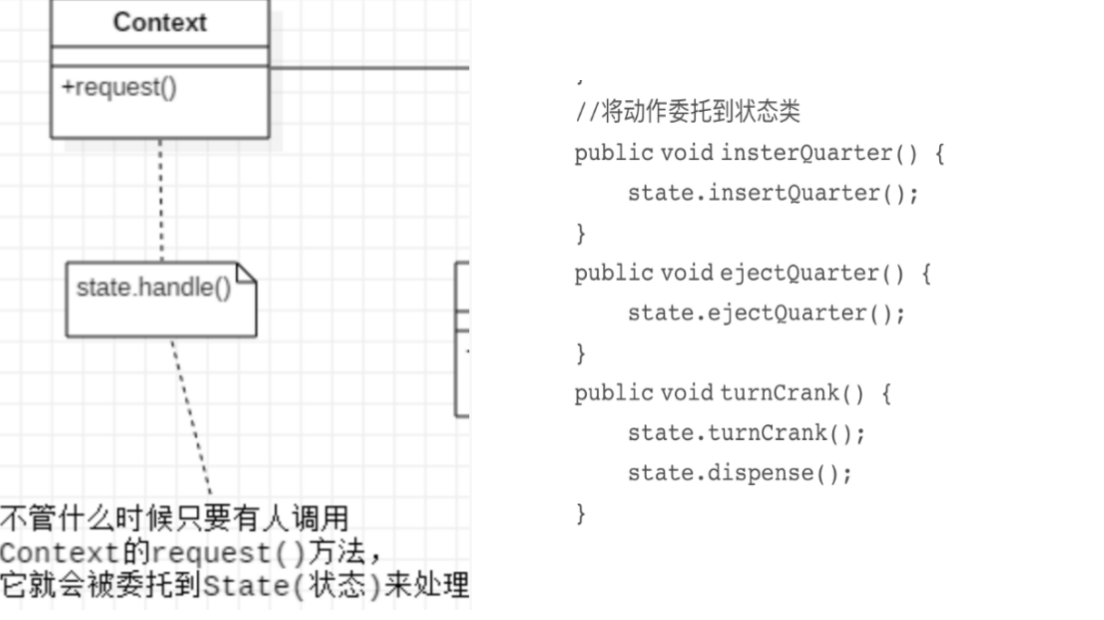 Context
+request()
state.handle()
不管什么时候只要有人调用
Context的request()方法，
它就会被委托到State(状态)来处理
//将动作委托到状态类
public void insterQuarter() {
state.insertQuarter();
}
public void ejectQuarter() {
state.ejectQuarter();
}
public void turnCrank() {
state.turnCrank();
state.dispense();
}